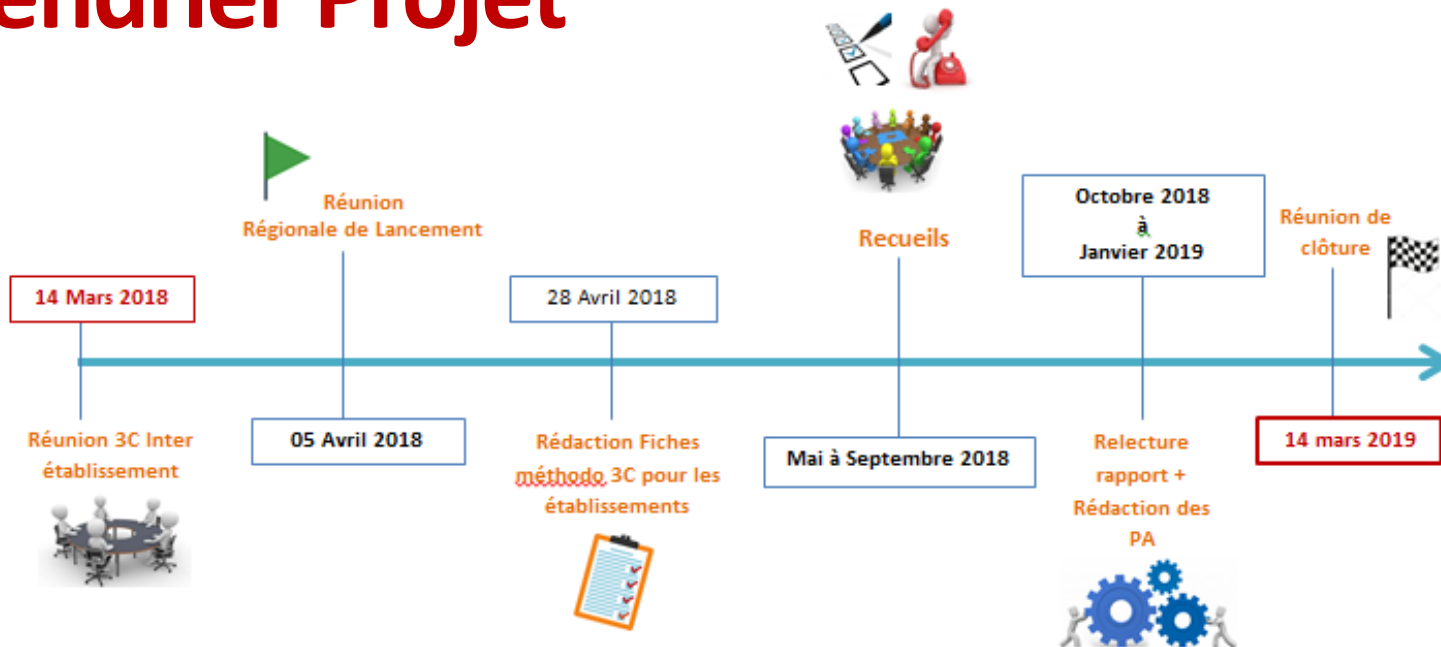 endrier Projet
Réunion
Régionale de Lancement
Recueils
Octobre 2018
à
Janvier 2019
Réunion de
clôture
14 Mars 2018
28 Avril 2018
Réunion 3C Inter
établissement
05 Avril 2018
Rédaction Fiches
méthodo 3C pour les
établissements
Mai à Septembre 2018
Relecture
rapport +
Rédaction des
PA
14 mars 2019